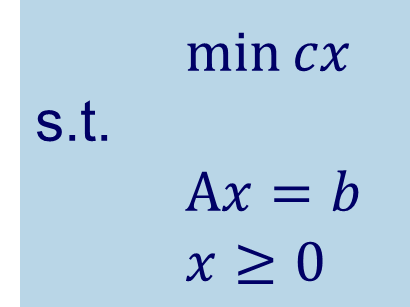 min cx
s.t.
Ax = b
x ≥ 0